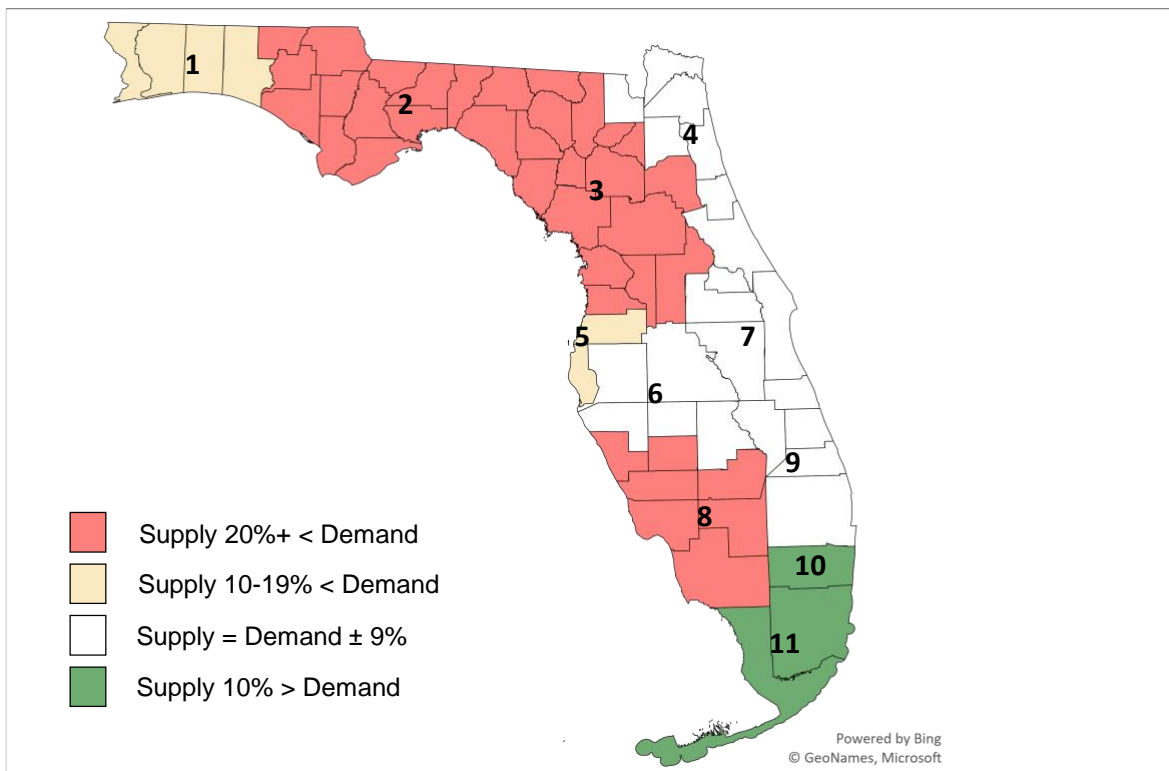 1
2
3
4
5
6
7
8
9
10
11
Supply 20%+ < Demand
Supply 10-19% < Demand
Supply = Demand ± 9%
Supply 10% > Demand
Powered by Bing
© GeoNames, Microsoft